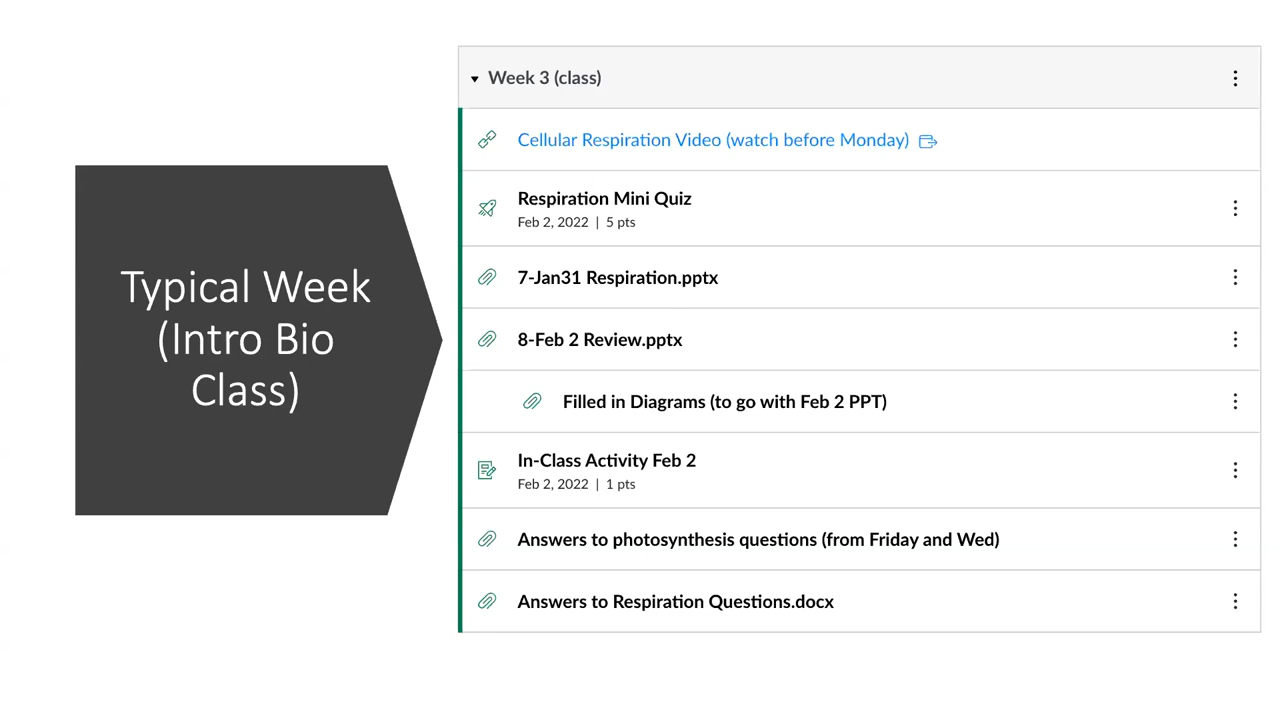 Typical Week
(Intro Bio
Class)
Week 3 (class)
Cellular Respiration Video (watch before Monday)
Respiration Mini Quiz
Feb 2, 2022 | 5 pts
7-Jan31 Respiration.pptx
8-Feb 2 Review.pptx
Filled in Diagrams (to go with Feb 2 PPT)
In-Class Activity Feb 2
Feb 2, 2022 | 1 pts
Answers to photosynthesis questions (from Friday and Wed)
Answers to Respiration Questions.docx